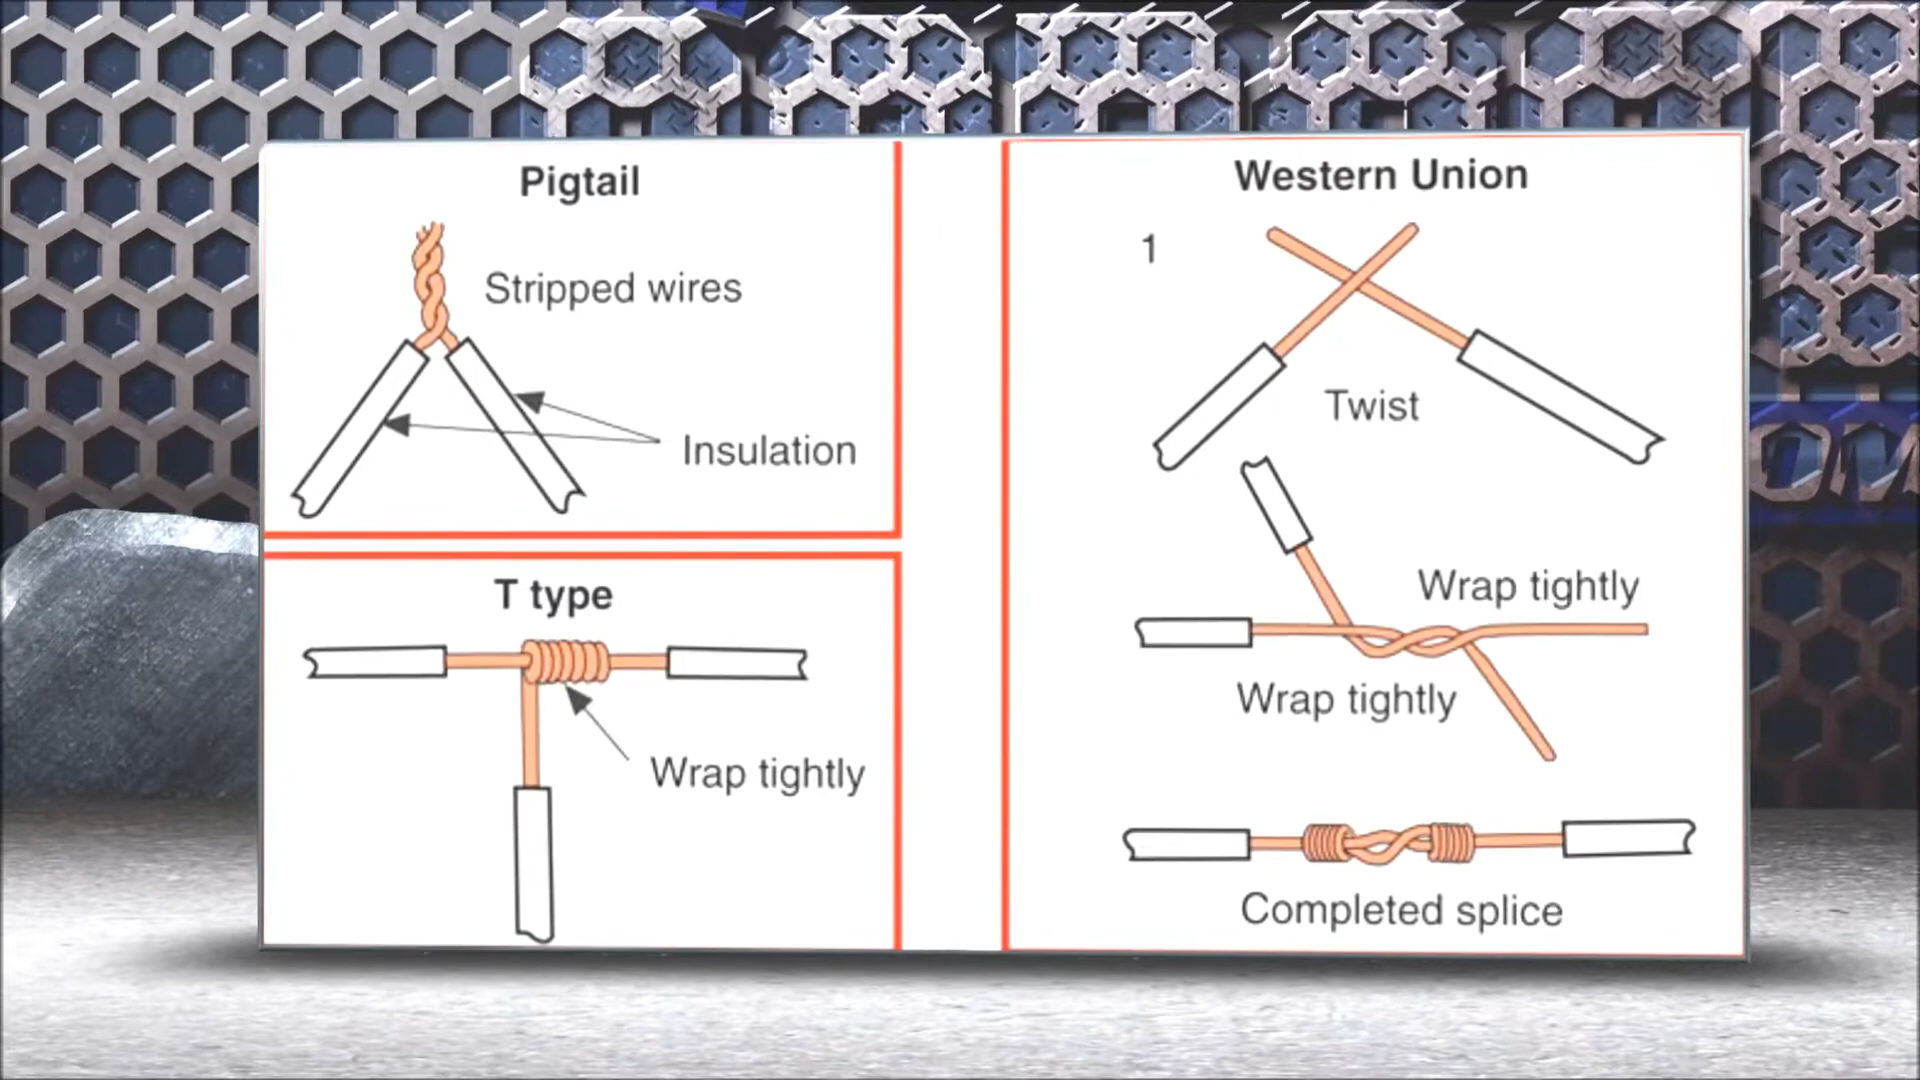 Pigtail
Stripped wires
Insulation
T type
Wrap tightly
Western Union
1
Twist
Wrap tightly
Wrap tightly
Completed splice